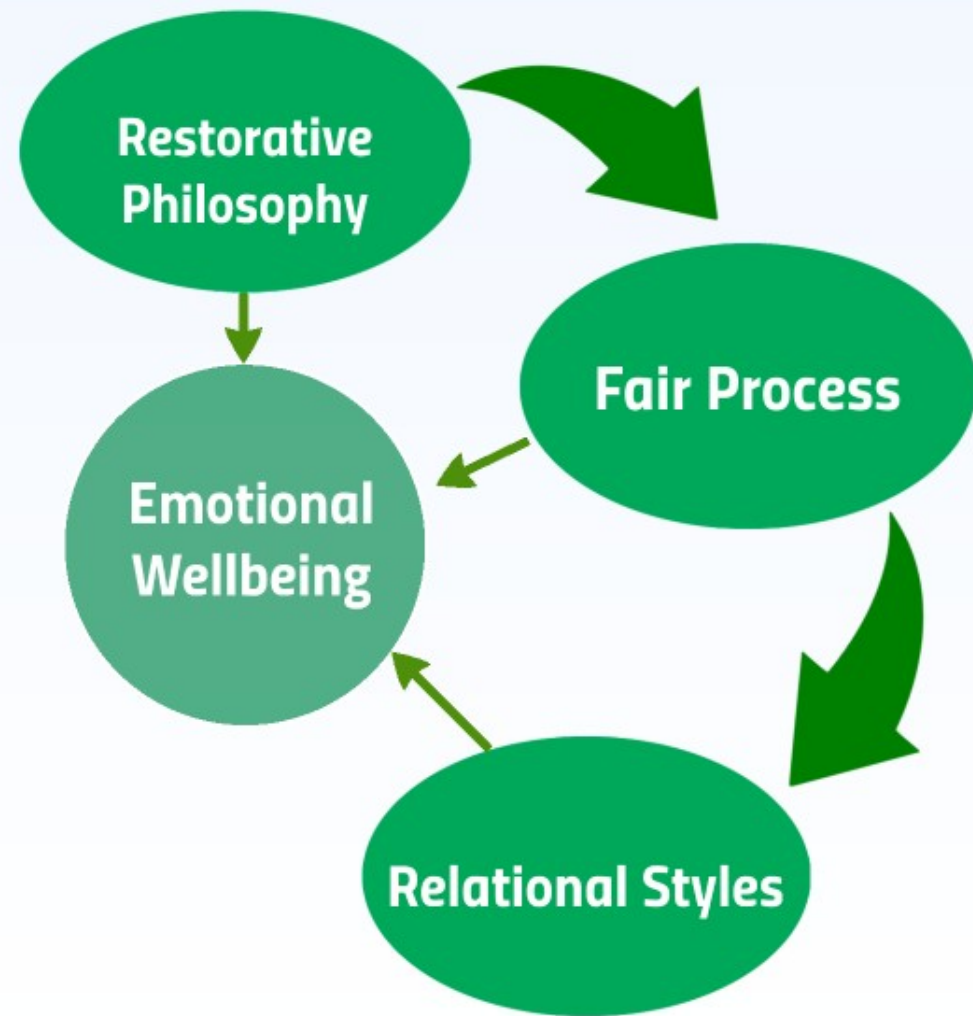 Restorative
Philosophy
Fair Process
Emotional
Wellbeing
Relational Styles